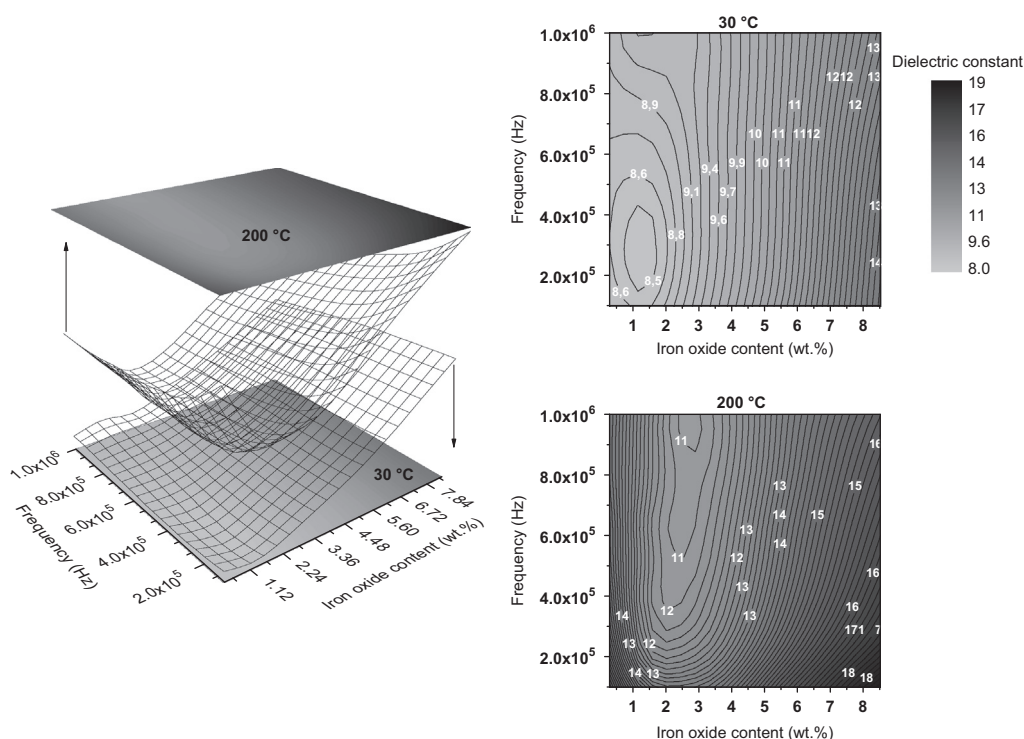 200 °C
30 °C
1.0x10⁶
8.0x10⁵
6.0x10⁵
4.0x10⁵
2.0x10⁵
Frequency (Hz)
1.12
2.24
3.36
4.48
5.60
6.72
7.84
Iron oxide content (wt.%)
30 °C
1.0x10⁶
8.0x10⁵
6.0x10⁵
4.0x10⁵
2.0x10⁵
Frequency (Hz)
13
1212 13
8,9 11 12
10 11 1112
8,6 9,4 9,9 10 11
9,1 9,7
9,6 13
8,8
8,5 14
8,6
1 2 3 4 5 6 7 8
Iron oxide content (wt.%)
Dielectric constant
19
17
16
14
13
11
9.6
8.0
200 °C
1.0x10⁶
8.0x10⁵
6.0x10⁵
4.0x10⁵
2.0x10⁵
Frequency (Hz)
11 16
13 15
13 13 15
11 12 13
13 16
14 12 13 16
13 12 171 7
14 13 18 18
1 2 3 4 5 6 7 8
Iron oxide content (wt.%)